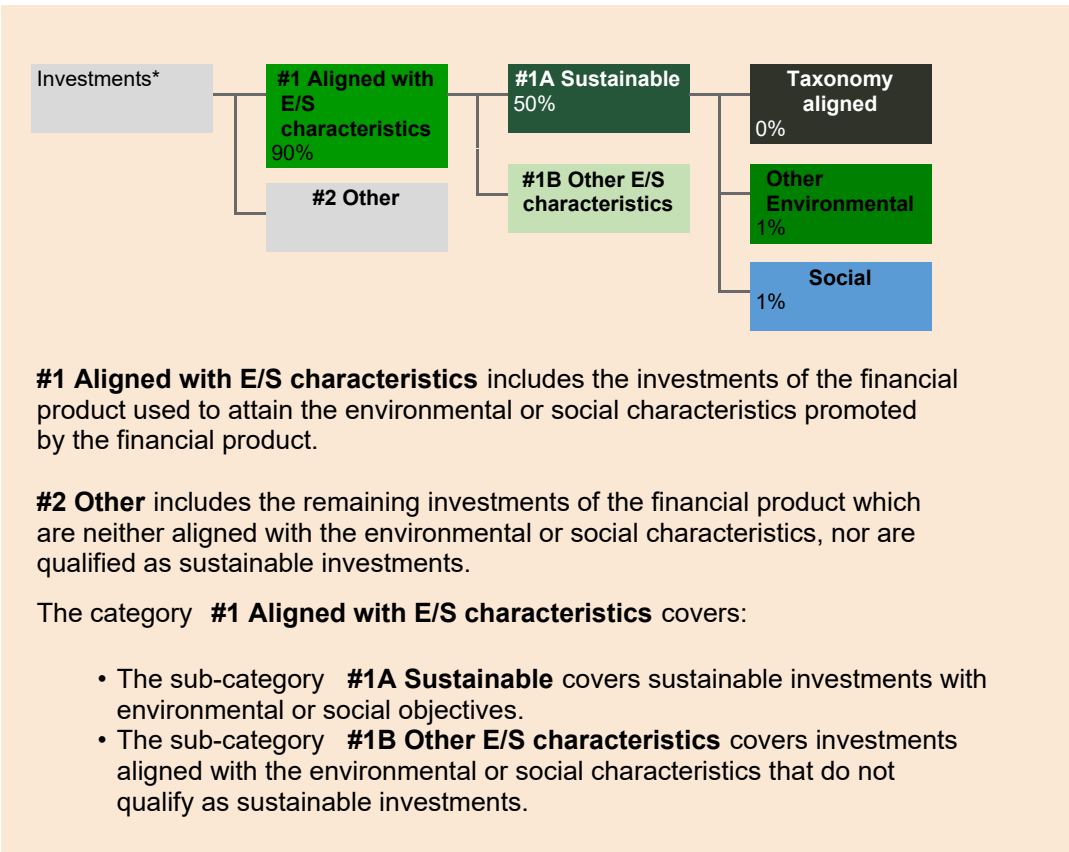 Investments*
#1 Aligned with
E/S
characteristics
90%
#2 Other
#1A Sustainable
50%
#1B Other E/S
characteristics
Taxonomy
aligned
0%
Other
Environmental
1%
Social
1%
#1 Aligned with E/S characteristics includes the investments of the financial
product used to attain the environmental or social characteristics promoted
by the financial product.
#2 Other includes the remaining investments of the financial product which
are neither aligned with the environmental or social characteristics, nor are
qualified as sustainable investments.
The category #1 Aligned with E/S characteristics covers:
• The sub-category #1A Sustainable covers sustainable investments with
environmental or social objectives.
• The sub-category #1B Other E/S characteristics covers investments
aligned with the environmental or social characteristics that do not
qualify as sustainable investments.